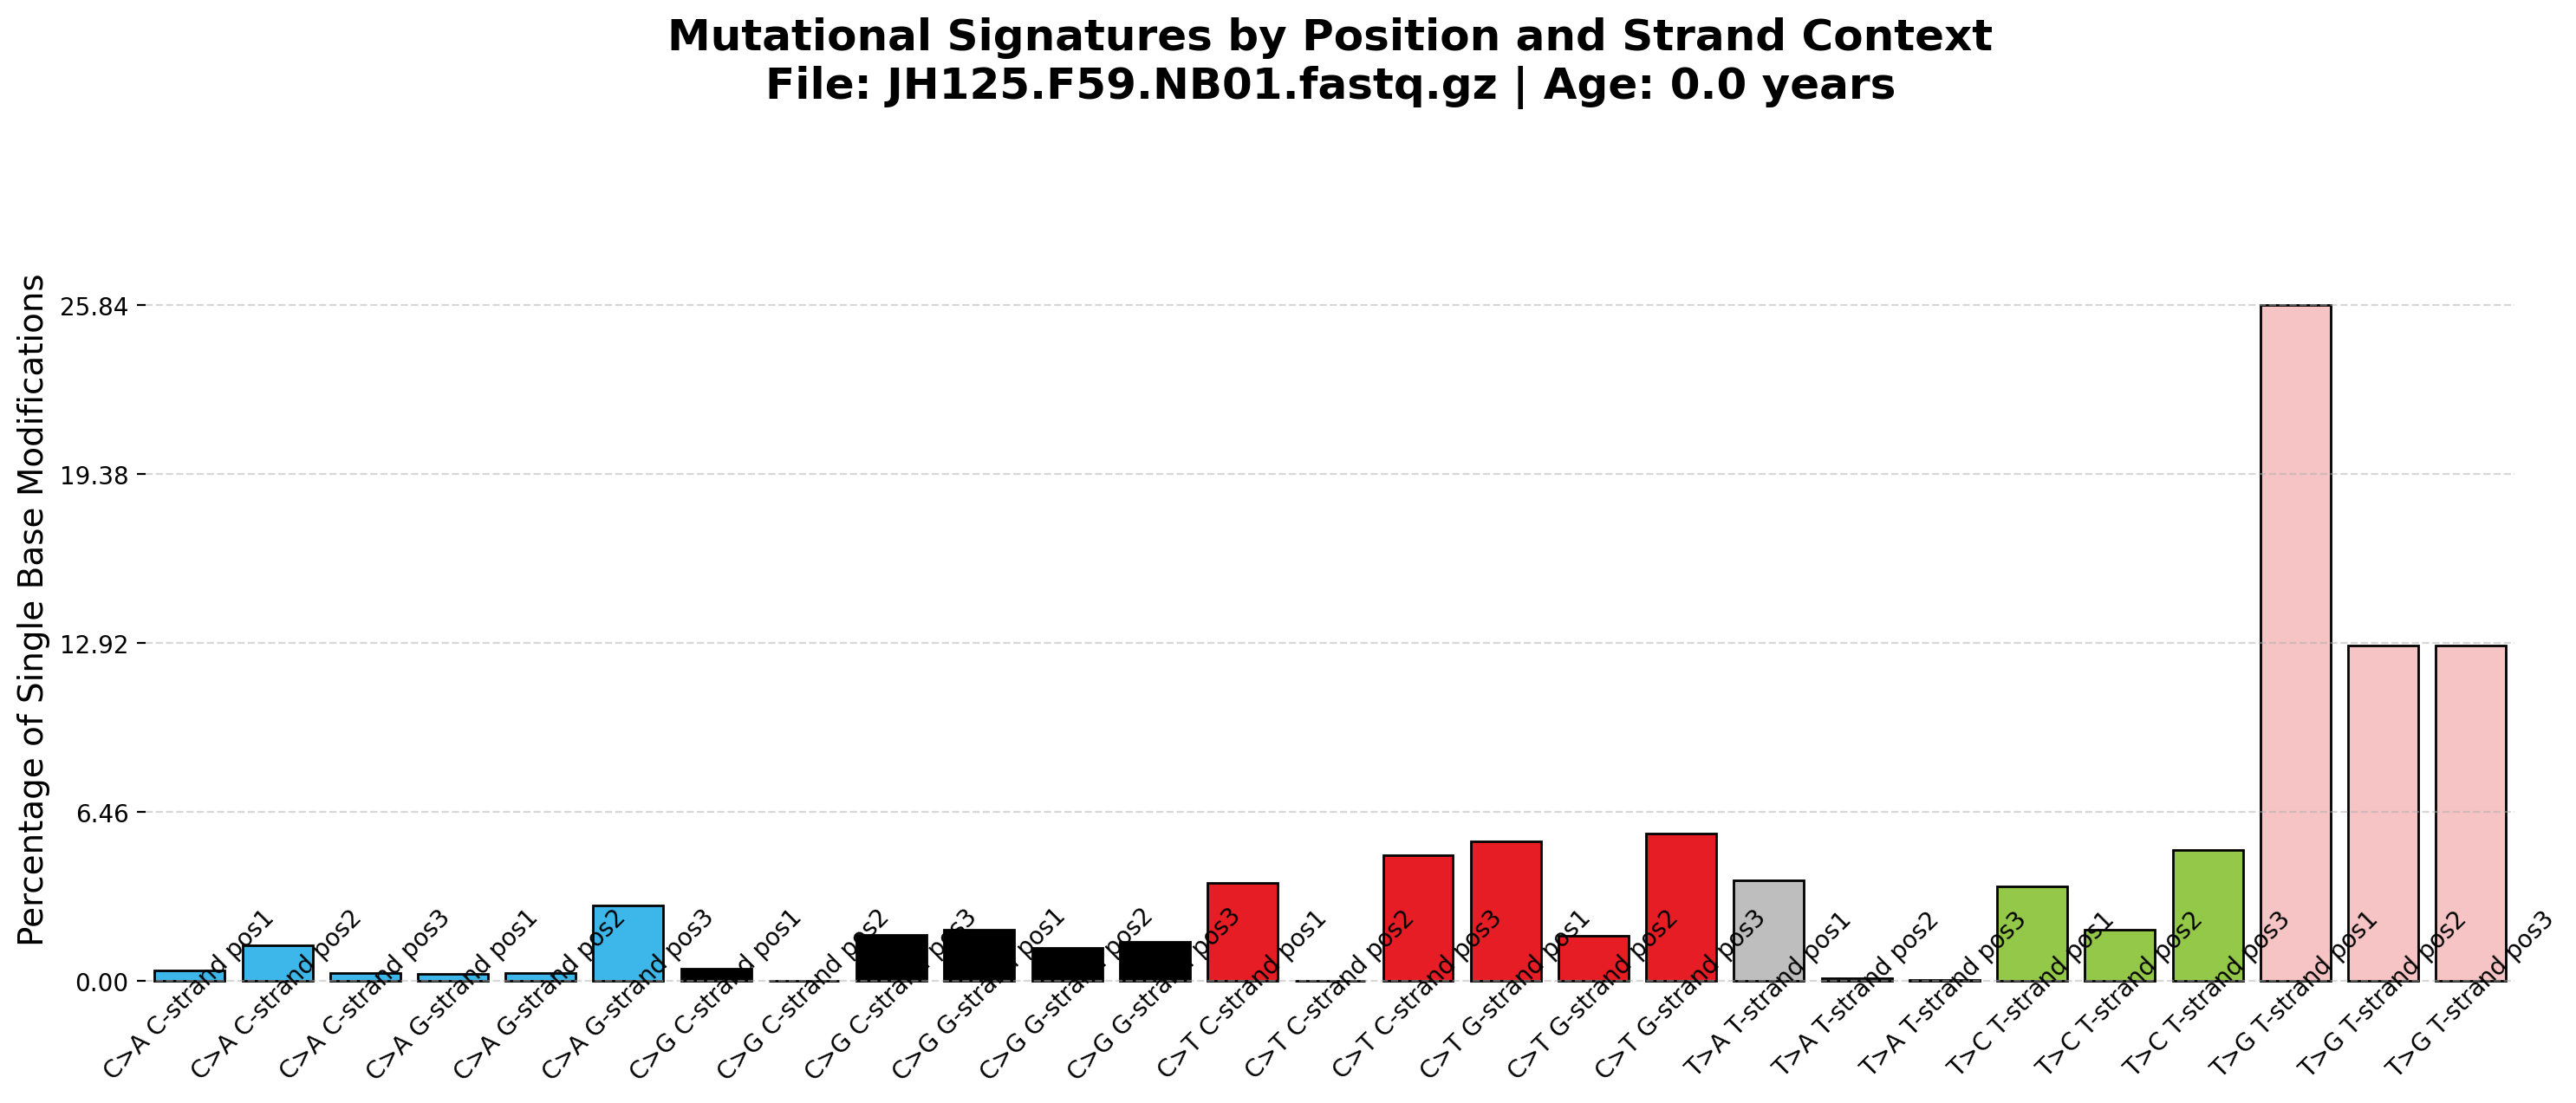 Mutational Signatures by Position and Strand Context
File: JH125.F59.NB01.fastq.gz | Age: 0.0 years
Percentage of Single Base Modifications
25.84
19.38
12.92
6.46
0.00
C>A C-strand pos1
C>A C-strand pos2
C>A C-strand pos3
C>A G-strand pos1
C>A G-strand pos2
C>A G-strand pos3
C>G C-strand pos1
C>G C-strand pos2
C>G C-strand pos3
C>G G-strand pos1
C>G G-strand pos2
C>G G-strand pos3
C>T C-strand pos1
C>T C-strand pos2
C>T C-strand pos3
C>T G-strand pos1
C>T G-strand pos2
C>T G-strand pos3
T>A T-strand pos1
T>A T-strand pos2
T>A T-strand pos3
T>C T-strand pos1
T>C T-strand pos2
T>C T-strand pos3
T>G T-strand pos1
T>G T-strand pos2
T>G T-strand pos3